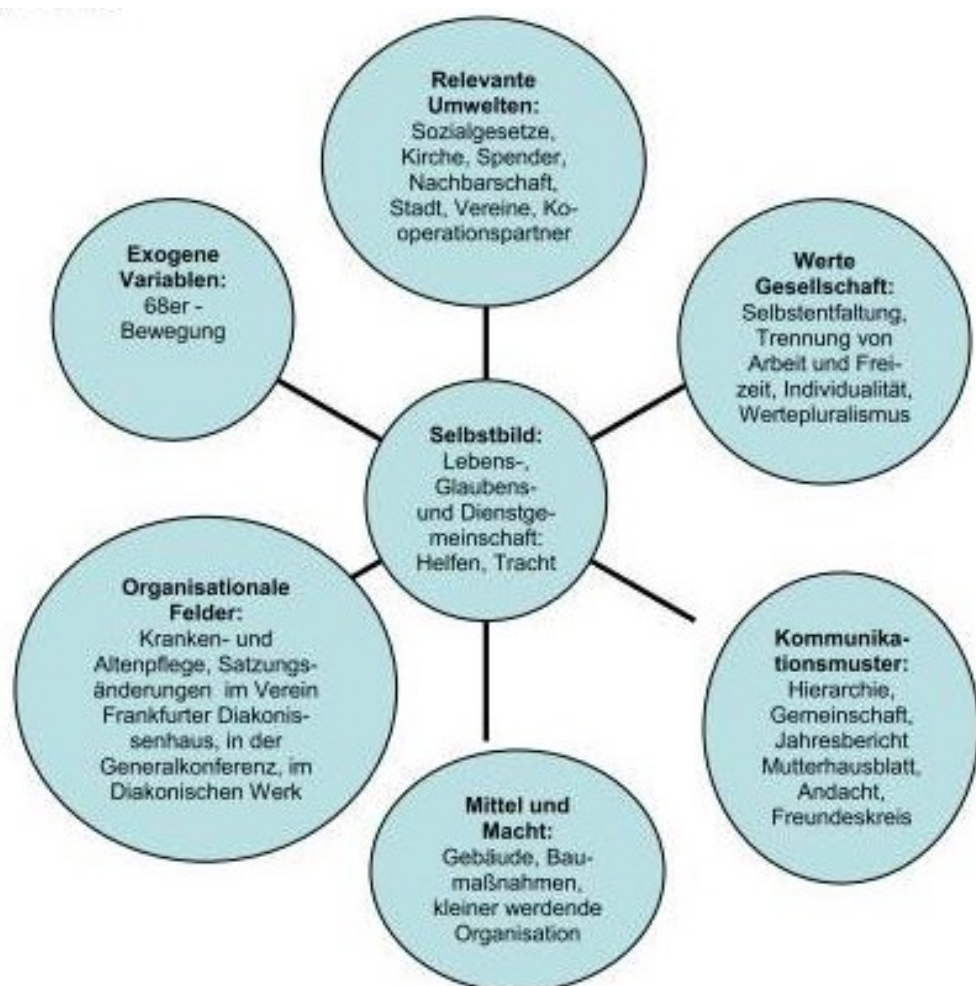 Relevante
Umwelten:
Sozialgesetze,
Kirche, Spender,
Nachbarschaft,
Stadt, Vereine, Ko-
operationspartner
Exogene
Variablen:
68er -
Bewegung
Werte
Gesellschaft:
Selbstentfaltung,
Trennung von
Arbeit und Frei-
zeit, Individualität,
Wertepluralismus
Selbstbild:
Lebens-,
Glaubens-
und Dienstge-
meinschaft:
Helfen, Tracht
Organisationale
Felder:
Kranken- und
Altenpflege, Satzungs-
änderungen im Verein
Frankfurter Diakonis-
senhaus, in der
Generalkonferenz, im
Diakonischen Werk
Kommunika-
tionsmuster:
Hierarchie,
Gemeinschaft,
Jahresbericht
Mutterhausblatt,
Andacht,
Freundeskreis
Mittel und
Macht:
Gebäude, Bau-
maßnahmen,
kleiner werdende
Organisation